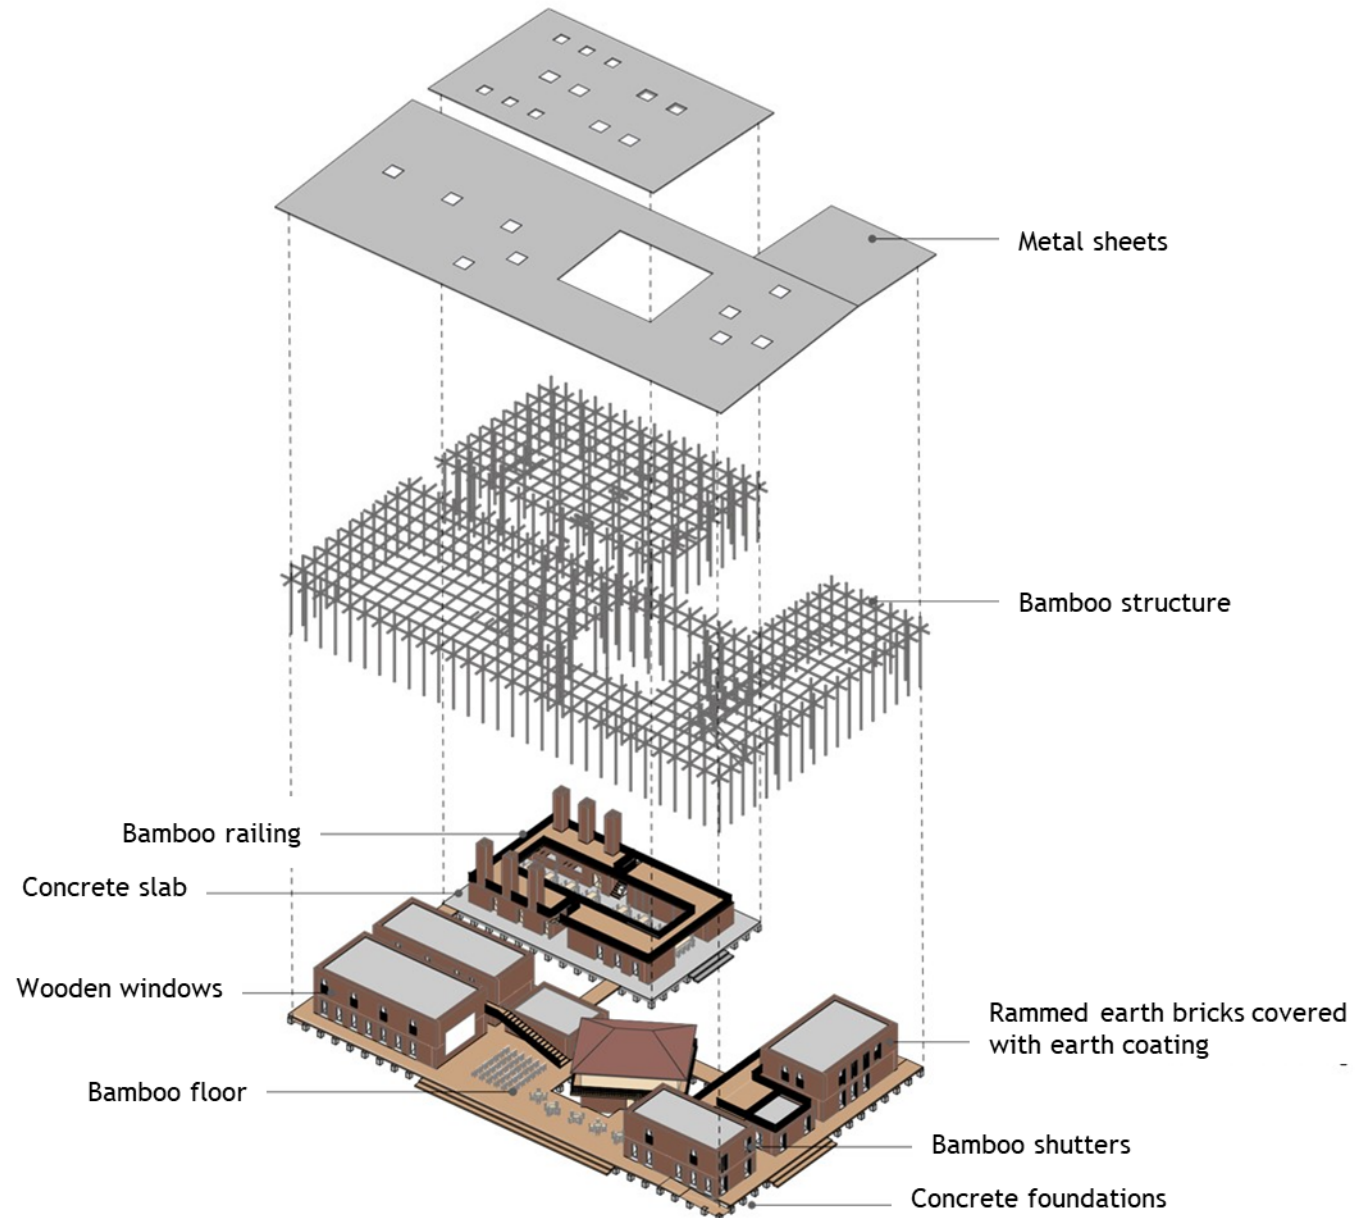 Metal sheets
Bamboo structure
Bamboo railing
Concrete slab
Wooden windows
Rammed earth bricks covered
with earth coating
Bamboo floor
Bamboo shutters
Concrete foundations